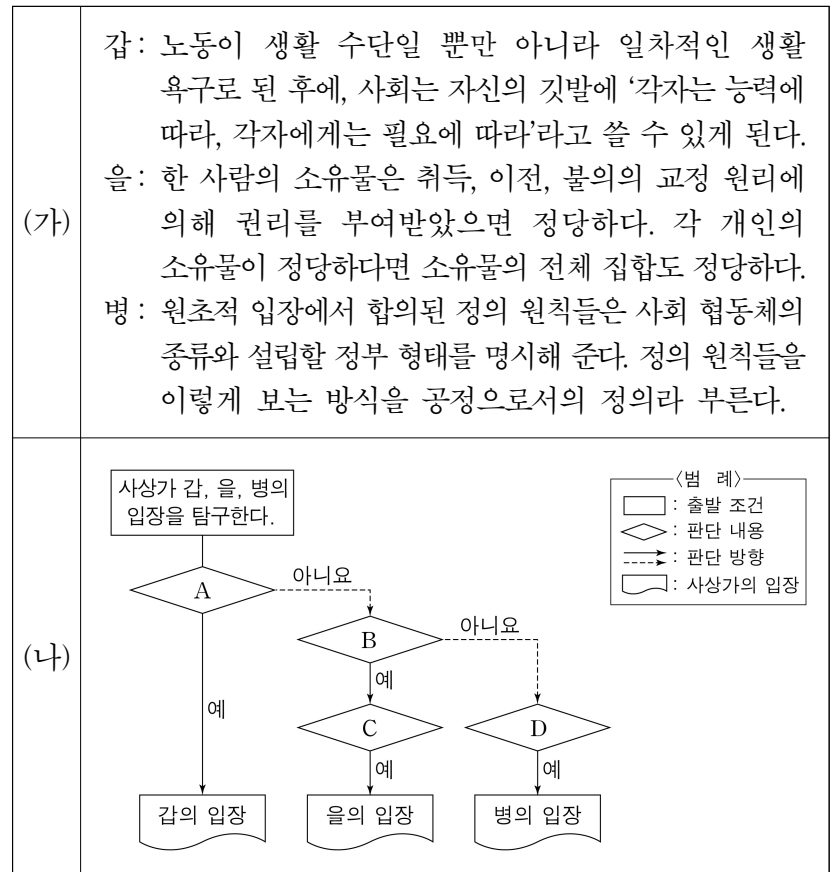 (가)
갑: 노동이 생활 수단일 뿐만 아니라 일차적인 생활
욕구로 된 후에, 사회는 자신의 깃발에 ‘각자는 능력에
따라, 각자에게는 필요에 따라’라고 쓸 수 있게 된다.
을: 한 사람의 소유물은 취득, 이전, 불의의 교정 원리에
의해 권리를 부여받았으면 정당하다. 각 개인의
소유물이 정당하다면 소유물의 전체 집합도 정당하다.
병: 원초적 입장에서 합의된 정의 원칙들은 사회 협동체의
종류와 설립할 정부 형태를 명시해 준다. 정의 원칙들을
이렇게 보는 방식을 공정으로서의 정의라 부른다.
(나)
사상가 갑, 을, 병의
입장을 탐구한다.
〈범 례〉
: 출발 조건
: 판단 내용
: 판단 방향
: 사상가의 입장
A
아니요
B
아니요
예
예
C
D
예
예
갑의 입장
을의 입장
병의 입장